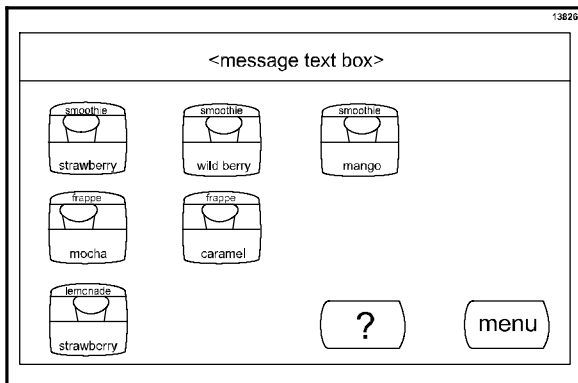 13826
<message text box>
smoothie
strawberry
smoothie
wild berry
smoothie
mango
frappe
mocha
frappe
caramel
lemonade
strawberry
?
menu